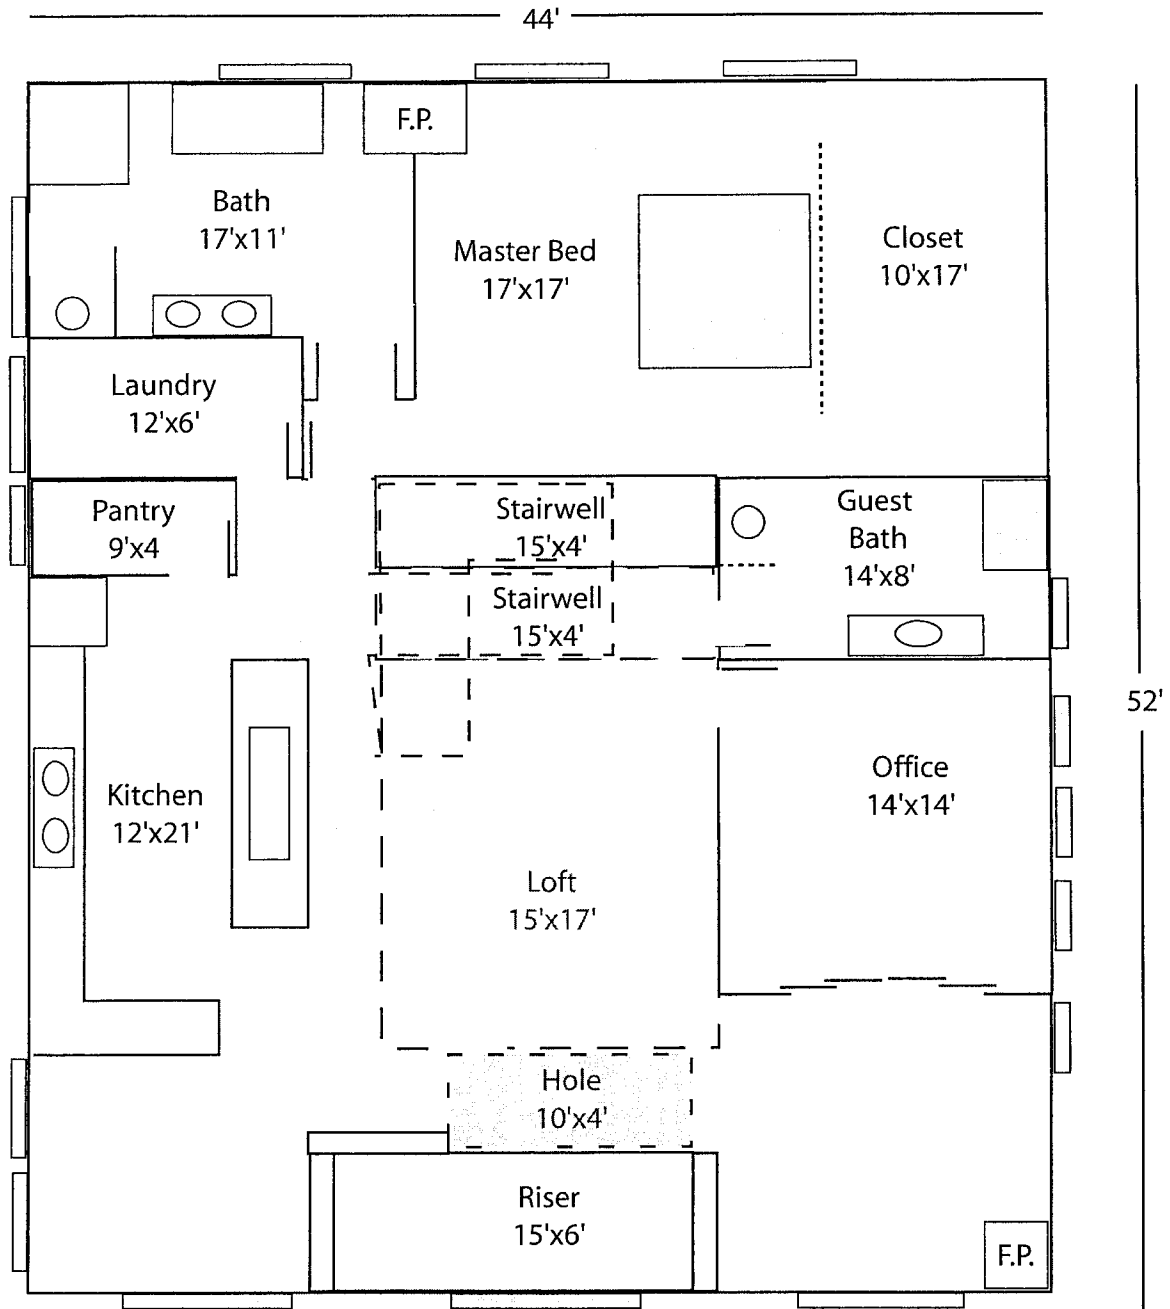 44'
F.P.
Bath
17'x11'
Master Bed
17'x17'
Closet
10'x17'
Laundry
12'x6'
Pantry
9'x4
Stairwell
15'x4'
Guest
Bath
14'x8'
Stairwell
15'x4'
52'
Kitchen
12'x21'
Office
14'x14'
Loft
15'x17'
Hole
10'x4'
Riser
15'x6'
F.P.